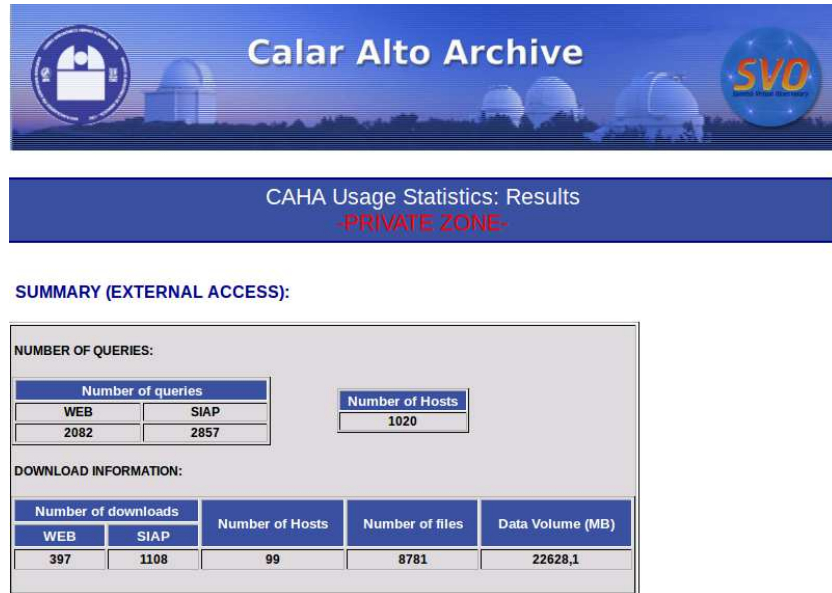 Calar Alto Archive
SVO
CAHA Usage Statistics: Results
-PRIVATE ZONE-
SUMMARY (EXTERNAL ACCESS):
NUMBER OF QUERIES:
Number of queries
WEB SIAP
2082 2857
Number of Hosts
1020
DOWNLOAD INFORMATION:
Number of downloads Number of Hosts Number of files Data Volume (MB)
WEB SIAP
397 1108 99 8781 22628,1